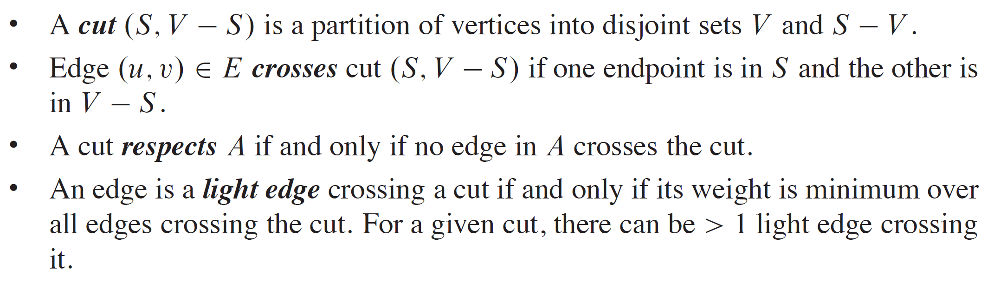 • A cut (S, V − S) is a partition of vertices into disjoint sets V and S − V.
• Edge (u, v) ∈ E crosses cut (S, V − S) if one endpoint is in S and the other is
in V − S.
• A cut respects A if and only if no edge in A crosses the cut.
• An edge is a light edge crossing a cut if and only if its weight is minimum over
all edges crossing the cut. For a given cut, there can be > 1 light edge crossing
it.